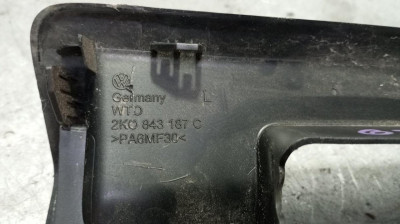 Germany L
WTD
2K0 843 187 C
>PA6MF30<